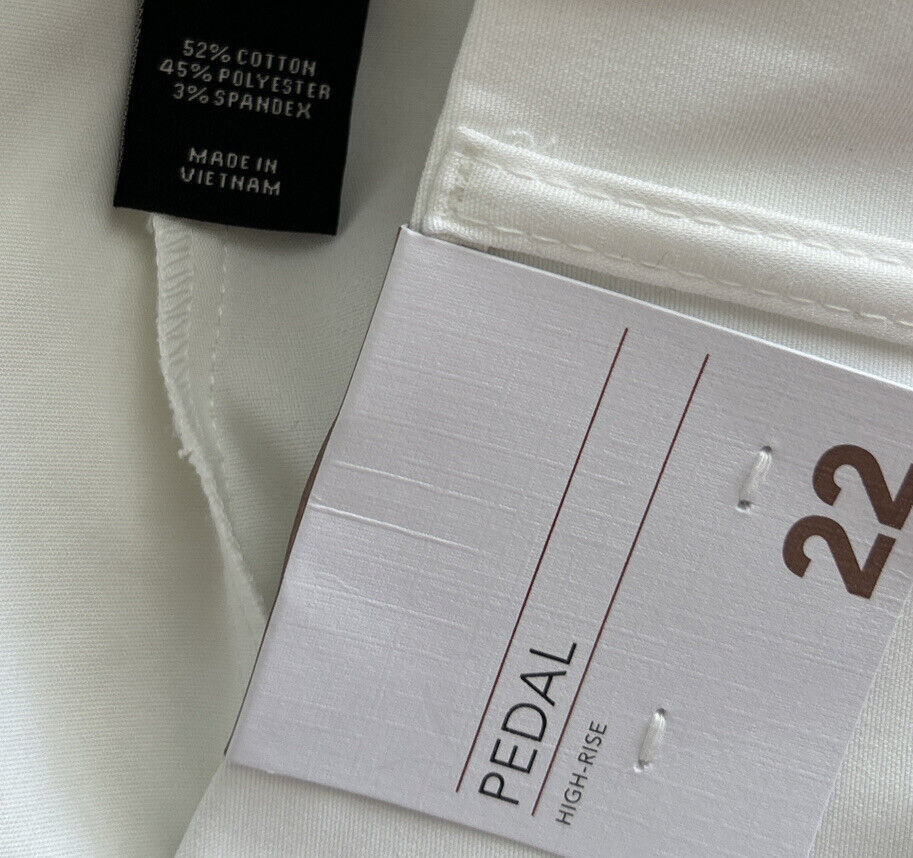 52% COTTON
45% POLYESTER
3% SPANDEX
MADE IN
VIETNAM
PEDAL
HIGH-RISE
22